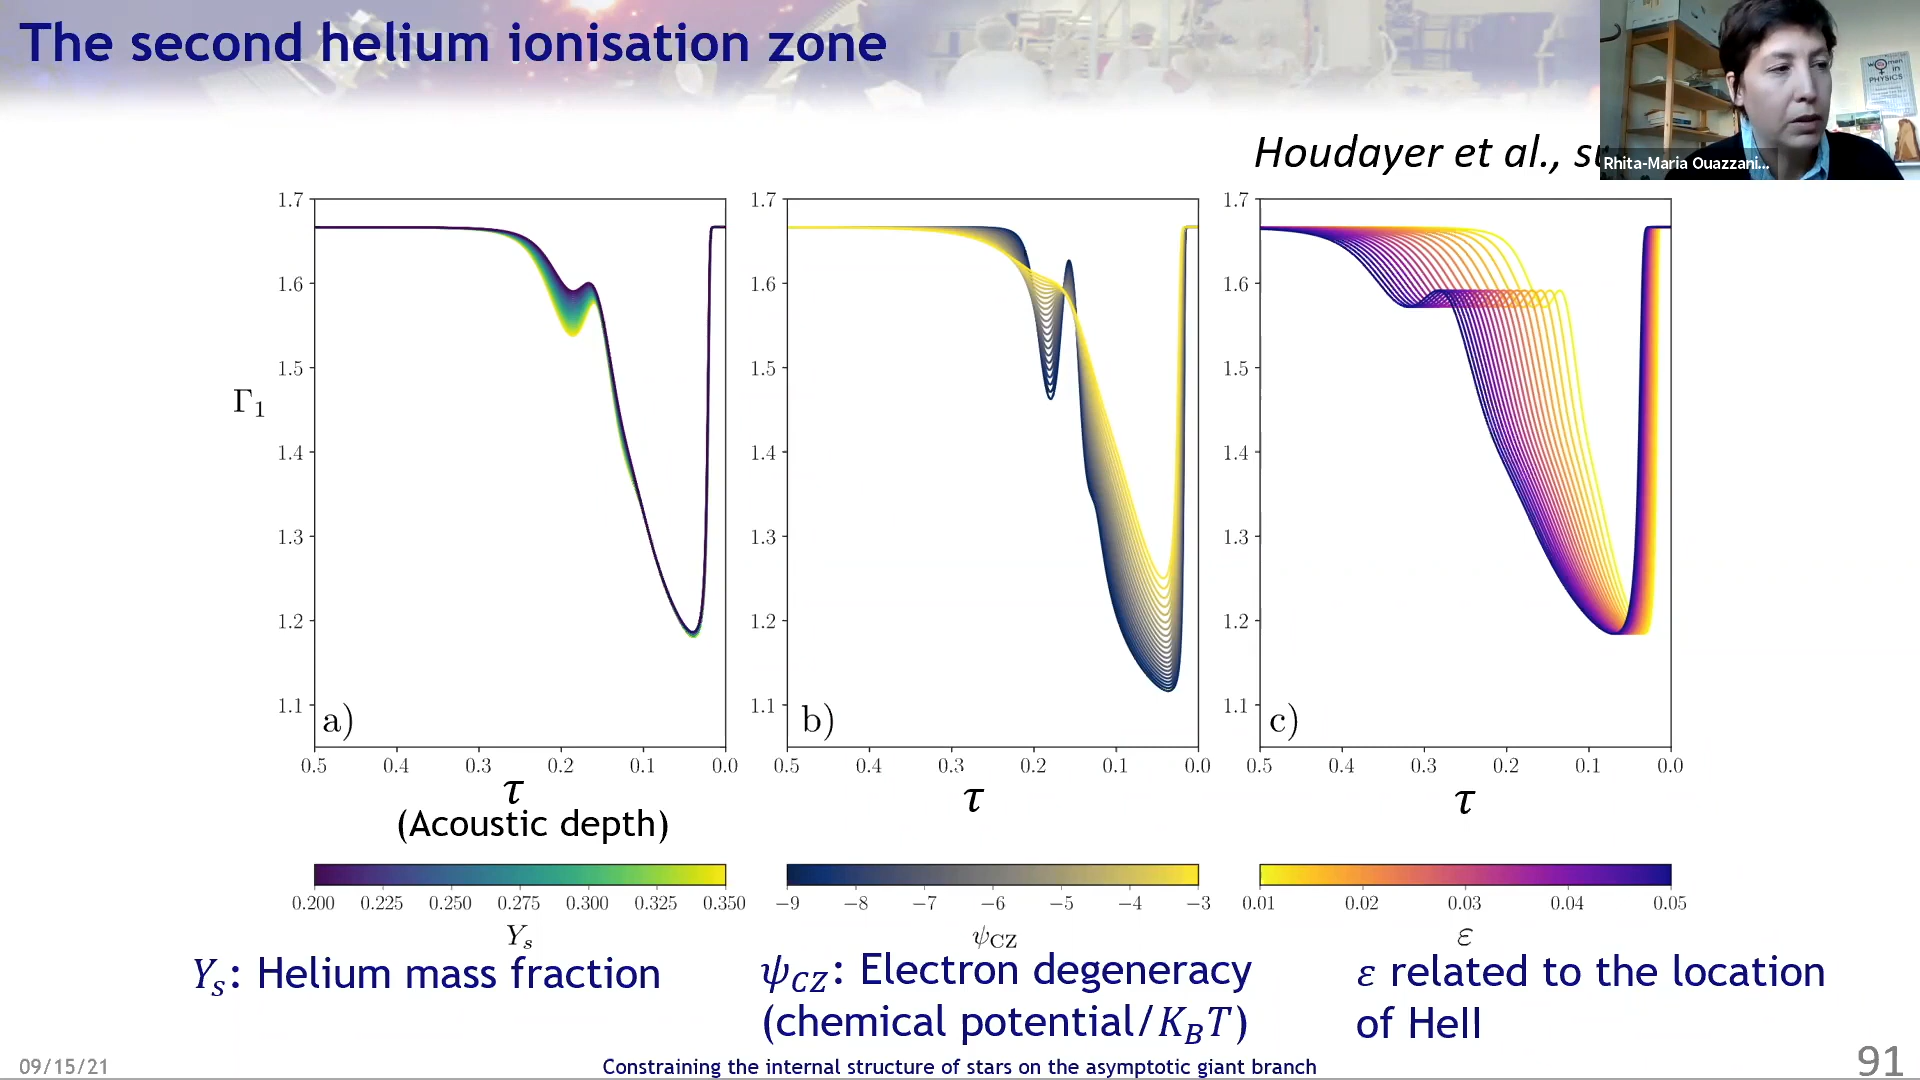 The second helium ionisation zone
Women in PHYSICS
Houdayer et al.,
Rhita-Maria Ouazzani...
1.7 1.6 1.5 1.4 1.3 1.2 1.1
Γ1
a)
0.5 0.4 0.3 0.2 0.1 0.0
τ
(Acoustic depth)
1.7 1.6 1.5 1.4 1.3 1.2 1.1
b)
0.5 0.4 0.3 0.2 0.1 0.0
τ
1.7 1.6 1.5 1.4 1.3 1.2 1.1
c)
0.5 0.4 0.3 0.2 0.1 0.0
τ
0.200 0.225 0.250 0.275 0.300 0.325 0.350
Ys
−9 −8 −7 −6 −5 −4 −3
ψCZ
0.01 0.02 0.03 0.04 0.05
ε
Ys: Helium mass fraction
ψCZ: Electron degeneracy
(chemical potential/KBT)
ε related to the location
of HeII
09/15/21
Constraining the internal structure of stars on the asymptotic giant branch
91